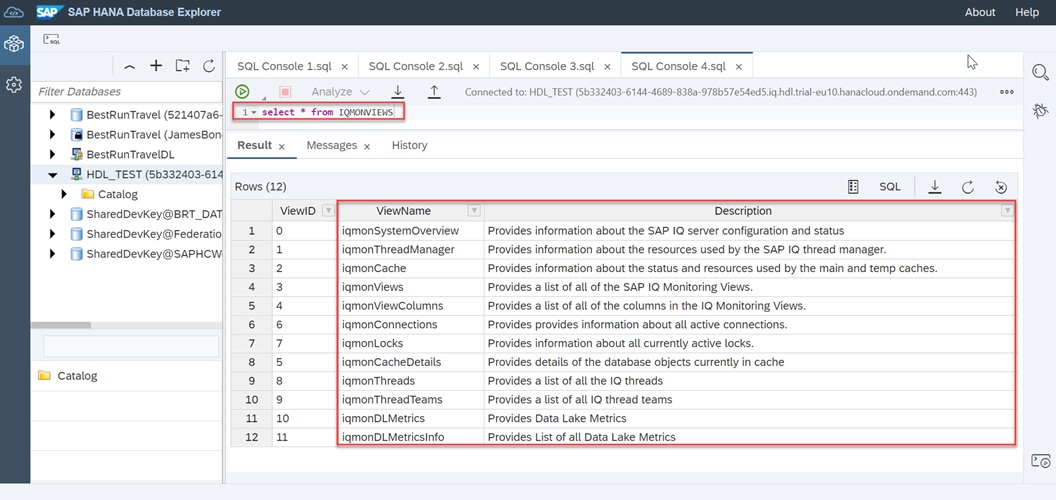 SAP SAP HANA Database Explorer About Help
SQL
SQL Console 1.sql × SQL Console 2.sql × SQL Console 3.sql × SQL Console 4.sql ×
Filter Databases
Analyze Connected to: HDL_TEST (5b332403-6144-4689-838a-978b57e54ed5.iq.hdl.trial-eu10.hanacloud.ondemand.com:443)
BestRunTravel (521407a6-
BestRunTravel (JamesBon
BestRunTravelDL
HDL_TEST (5b332403-614
Catalog
SharedDevKey@BRT_DAT
SharedDevKey@Federatio
SharedDevKey@SAPHCW
Catalog
1 select * from IQMONVIEWS
Result × Messages × History
Rows (12) SQL
ViewID ViewName Description
1 0 iqmonSystemOverview Provides information about the SAP IQ server configuration and status
2 1 iqmonThreadManager Provides information about the resources used by the SAP IQ thread manager.
3 2 iqmonCache Provides information about the status and resources used by the main and temp caches.
4 3 iqmonViews Provides a list of all of the SAP IQ Monitoring Views.
5 4 iqmonViewColumns Provides a list of all of the columns in the IQ Monitoring Views.
6 6 iqmonConnections Provides provides information about all active connections.
7 7 iqmonLocks Provides information about all currently active locks.
8 5 iqmonCacheDetails Provides details of the database objects currently in cache
9 8 iqmonThreads Provides a list of all the IQ threads
10 9 iqmonThreadTeams Provides a list of all IQ thread teams
11 10 iqmonDLMetrics Provides Data Lake Metrics
12 11 iqmonDLMetricsInfo Provides List of all Data Lake Metrics